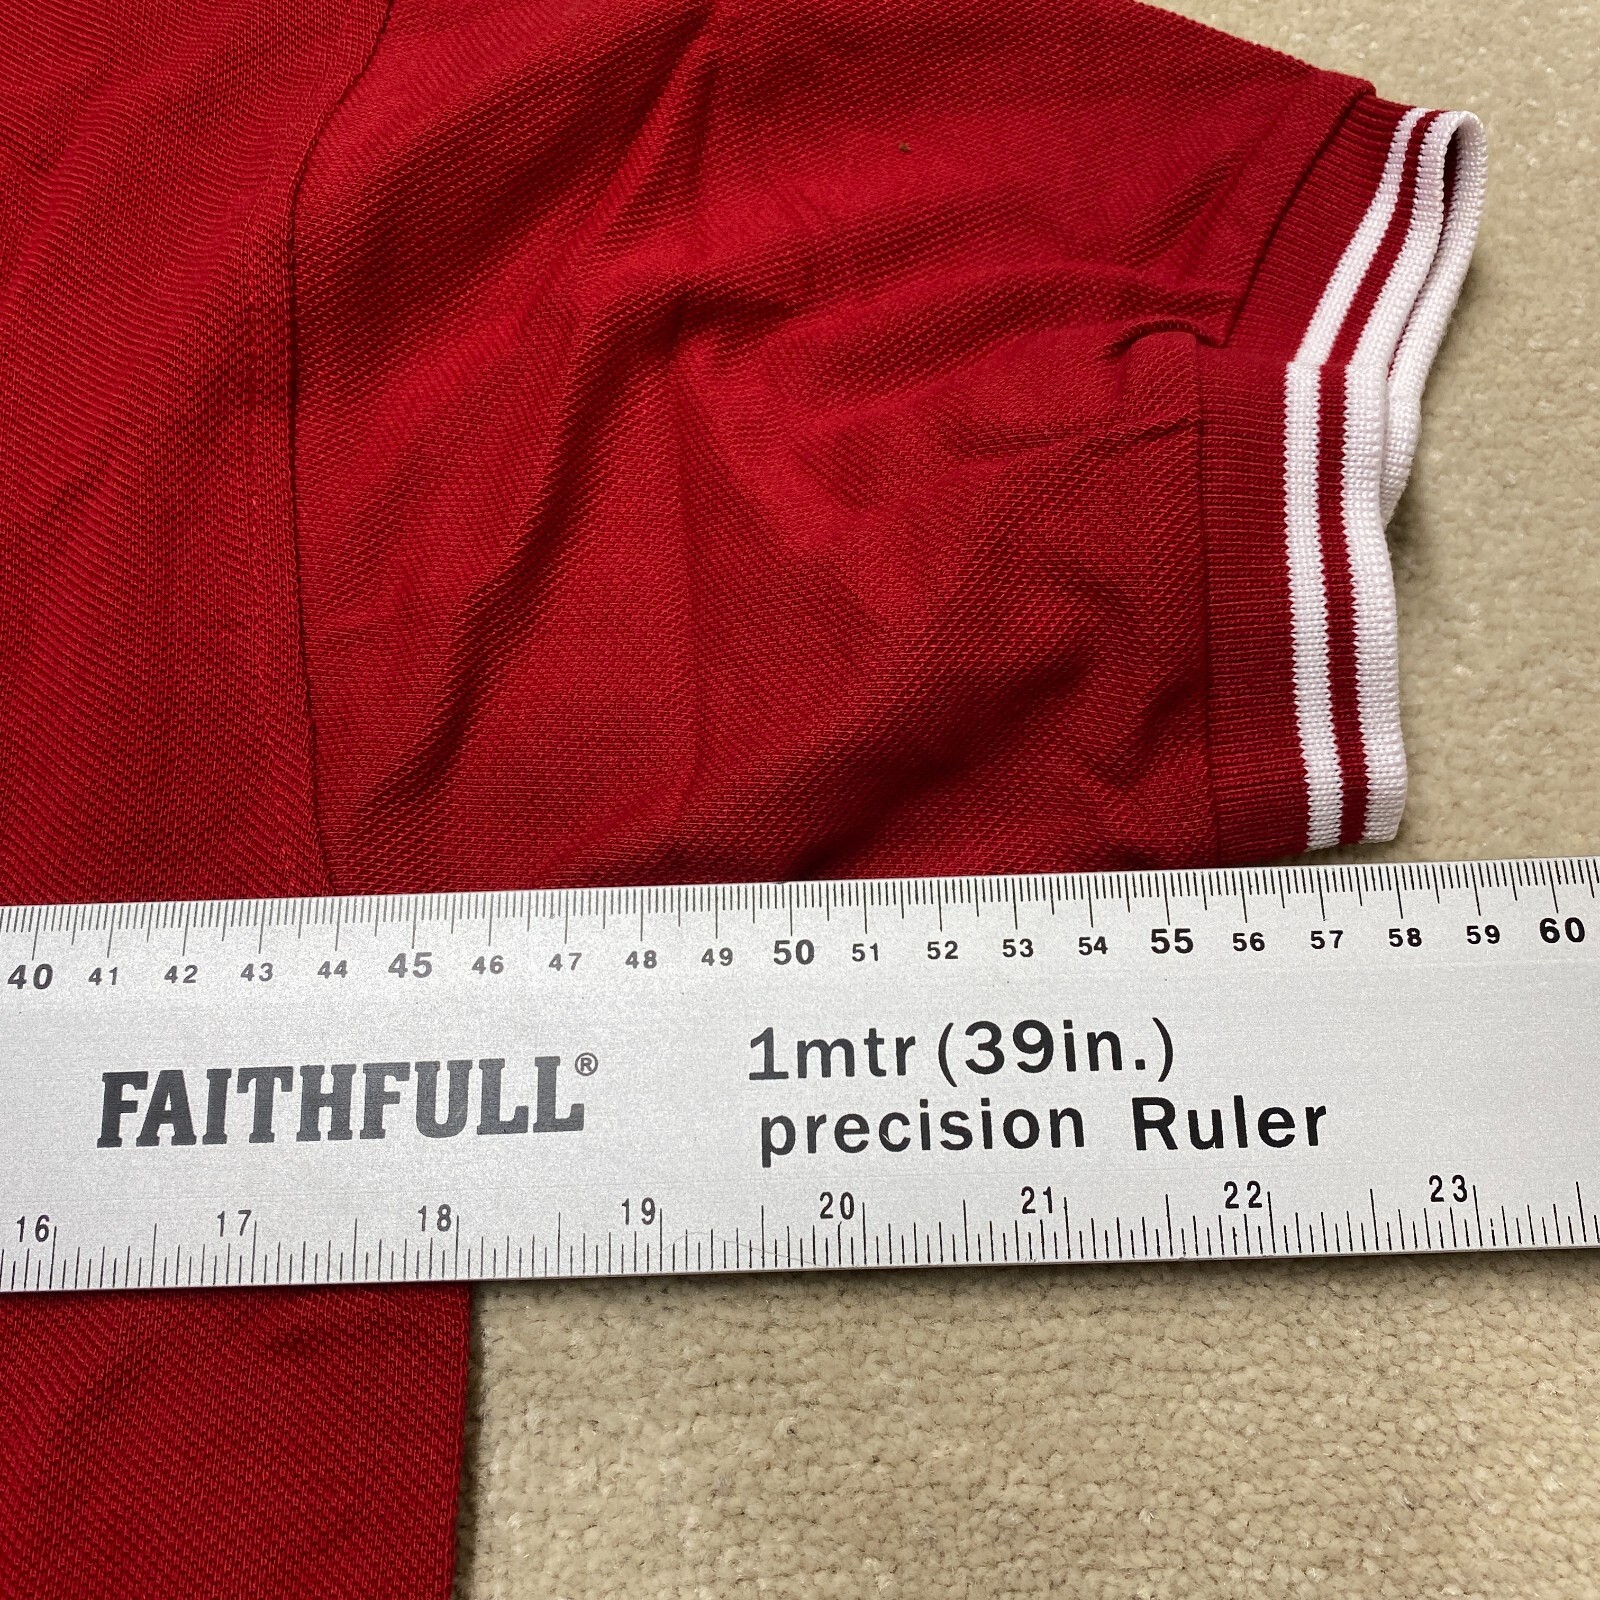 40 41 42 43 44 45 46 47 48 49 50 51 52 53 54 55 56 57 58 59 60
FAITHFULL®
1mtr (39in.)
precision Ruler
16 17 18 19 20 21 22 23